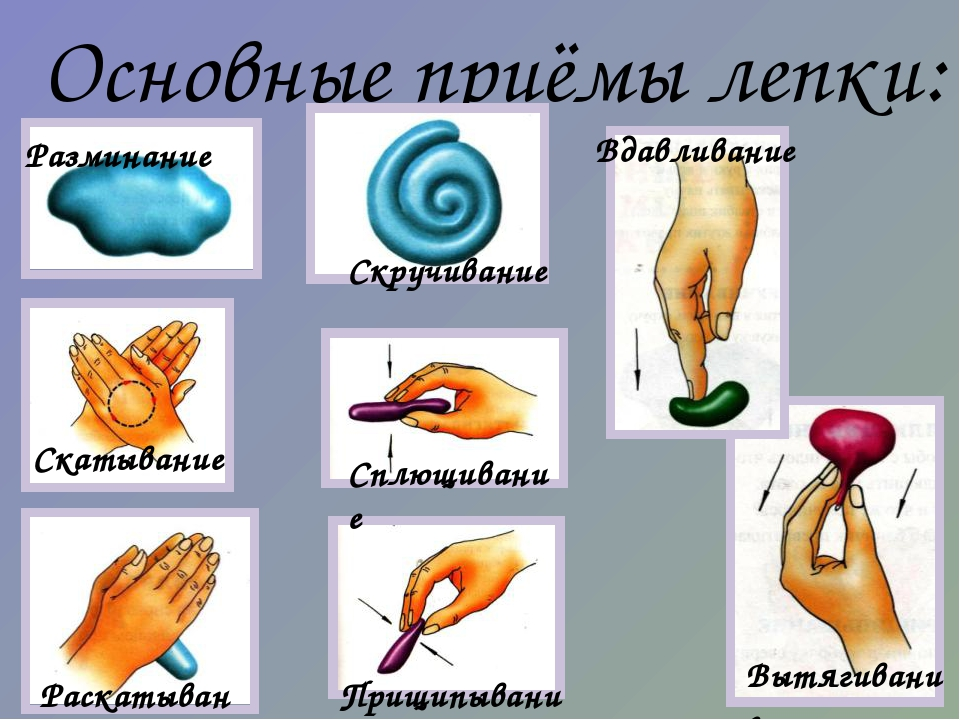 Основные приёмы лепки:
Разминание
Скручивание
Вдавливание
Скатывание
Сплющивани
е
Раскатыван
Прищипывани
Вытягивани